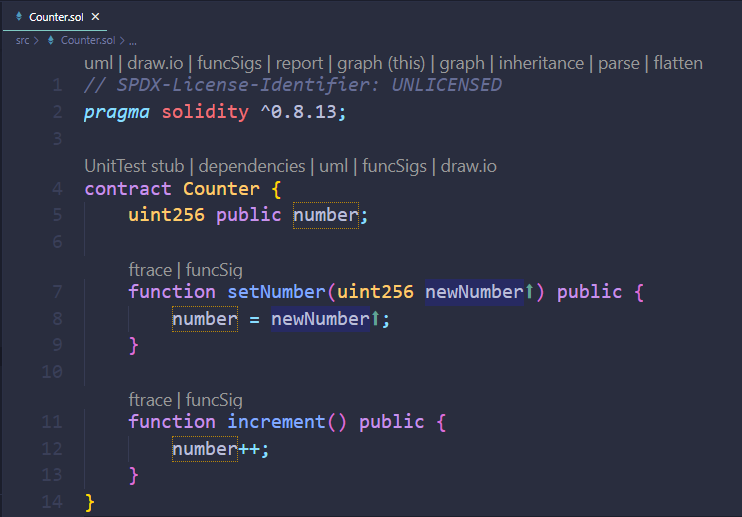 Counter.sol ×
src > Counter.sol > ...
uml | draw.io | funcSigs | report | graph (this) | graph | inheritance | parse | flatten
1 // SPDX-License-Identifier: UNLICENSED
2 pragma solidity ^0.8.13;
3
UnitTest stub | dependencies | uml | funcSigs | draw.io
4 contract Counter {
5 uint256 public number;
6
ftrace | funcSig
7 function setNumber(uint256 newNumber↑) public {
8 number = newNumber↑;
9 }
10
ftrace | funcSig
11 function increment() public {
12 number++;
13 }
14 }